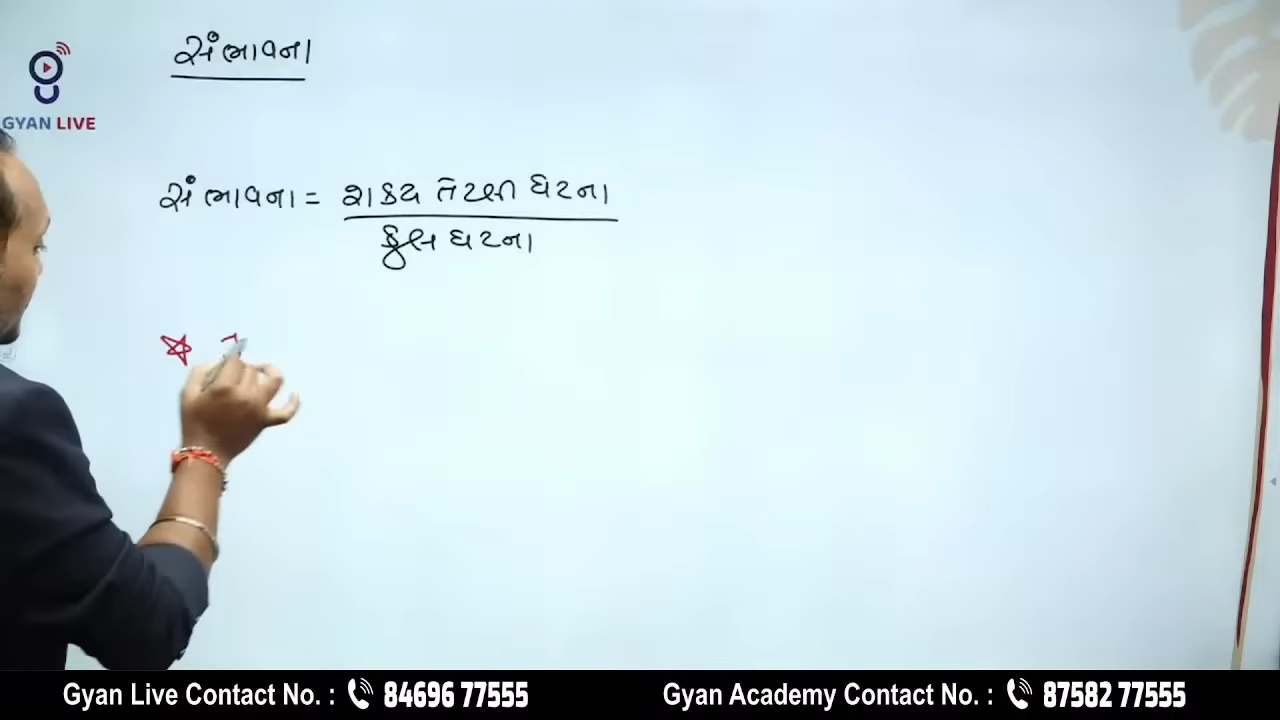 સંભાવના
GYAN LIVE
સંભાવના = શક્ય તેટલી ઘટના
કુલ ઘટના
Gyan Live Contact No. : 84696 77555
Gyan Academy Contact No. : 87582 77555